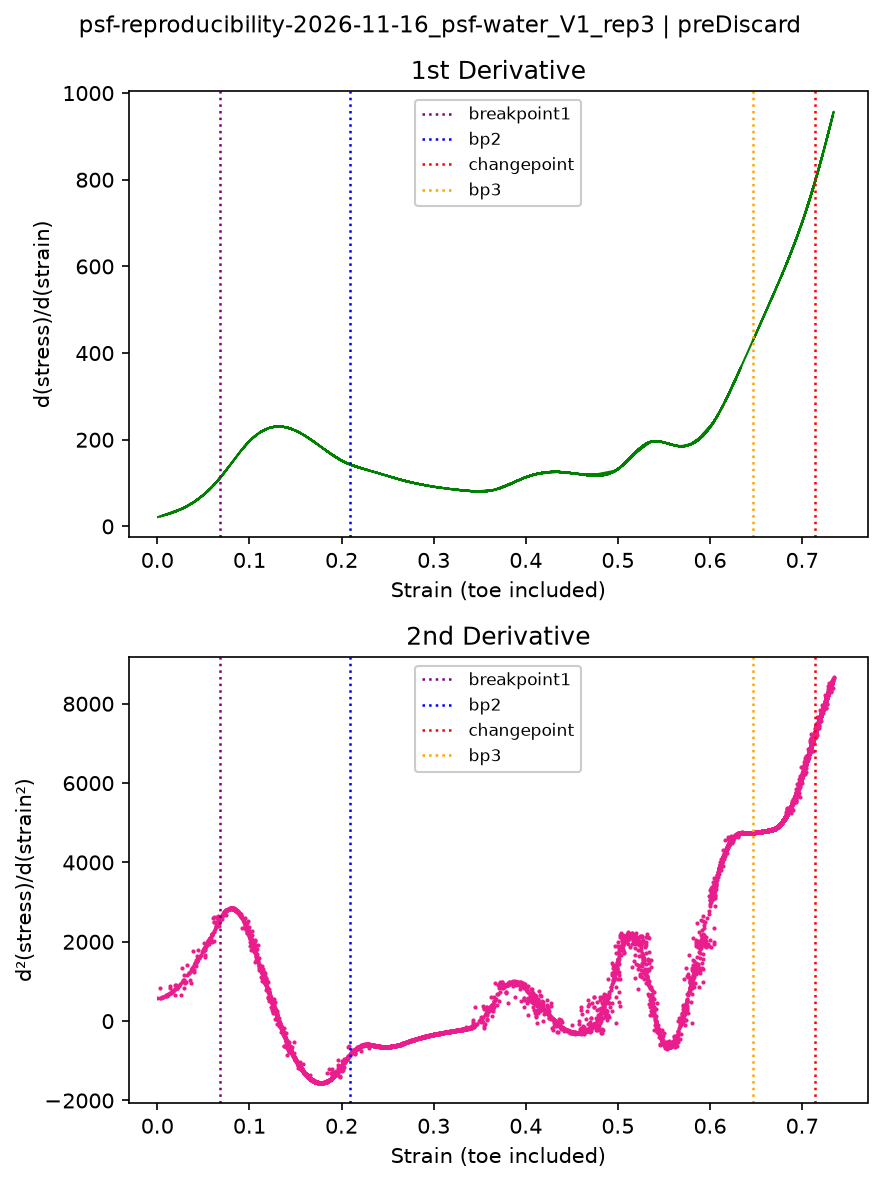 psf-reproducibility-2026-11-16_psf-water_V1_rep3 | preDiscard
1st Derivative
breakpoint1
bp2
changepoint
bp3
d(stress)/d(strain)
1000
800
600
400
200
0
0.0 0.1 0.2 0.3 0.4 0.5 0.6 0.7
Strain (toe included)
2nd Derivative
breakpoint1
bp2
changepoint
bp3
d²(stress)/d(strain²)
8000
6000
4000
2000
0
−2000
0.0 0.1 0.2 0.3 0.4 0.5 0.6 0.7
Strain (toe included)